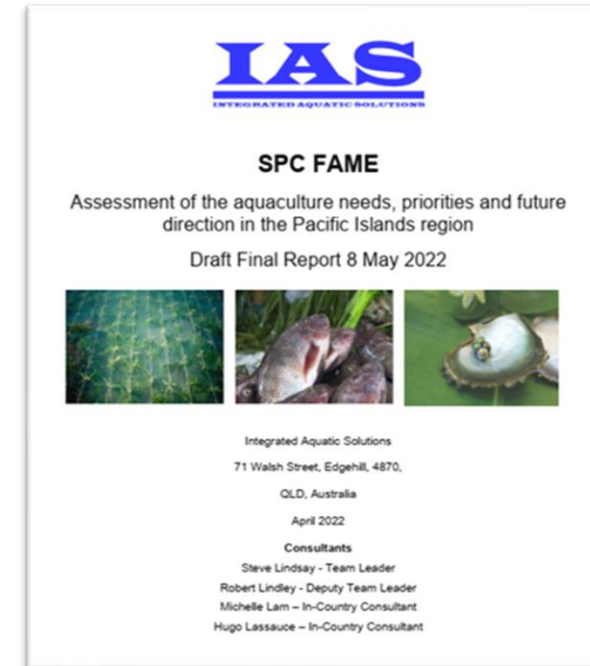 IAS
INTEGRATED AQUATIC SOLUTIONS
SPC FAME
Assessment of the aquaculture needs, priorities and future
direction in the Pacific Islands region
Draft Final Report 8 May 2022
Integrated Aquatic Solutions
71 Walsh Street, Edgehill, 4870,
QLD, Australia
April 2022
Consultants
Steve Lindsay - Team Leader
Robert Lindley - Deputy Team Leader
Michelle Lam – In-Country Consultant
Hugo Lassauce – In-Country Consultant